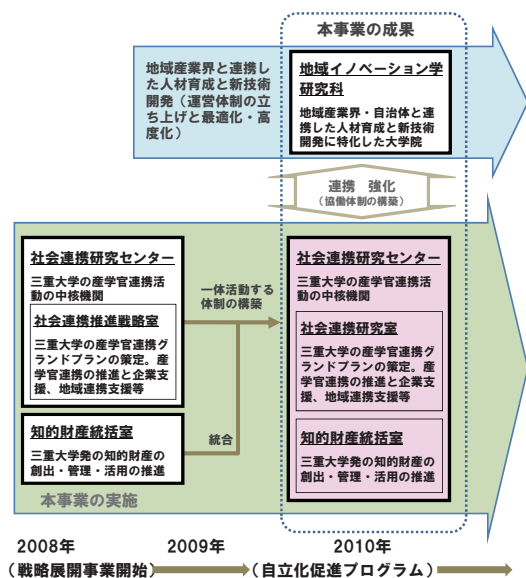 本事業の成果
地域産業界と連携し
た人材育成と新技術
開発（運営体制の立
ち上げと最適化・高
度化）
地域イノベーション学
研究科
地域産業界・自治体と連
携した人材育成と新技術
開発に特化した大学院
連携 強化
（協働体制の構築）
社会連携研究センター
三重大学の産学官連携活
動の中核機関
社会連携推進戦略室
三重大学の産学官連携グ
ランドプランの策定。産
学官連携の推進と企業支
援、地域連携支援等
知的財産統括室
三重大学発の知的財産の
創出・管理・活用の推進
一体活動する
体制の構築
統合
社会連携研究センター
三重大学の産学官連携活
動の中核機関
社会連携研究室
三重大学の産学官連携グ
ランドプランの策定。産
学官連携の推進と企業支
援、地域連携支援等
知的財産統括室
三重大学発の知的財産の
創出・管理・活用の推進
本事業の実施
2008年 2009年 2010年
（戦略展開事業開始） （自立化促進プログラム）